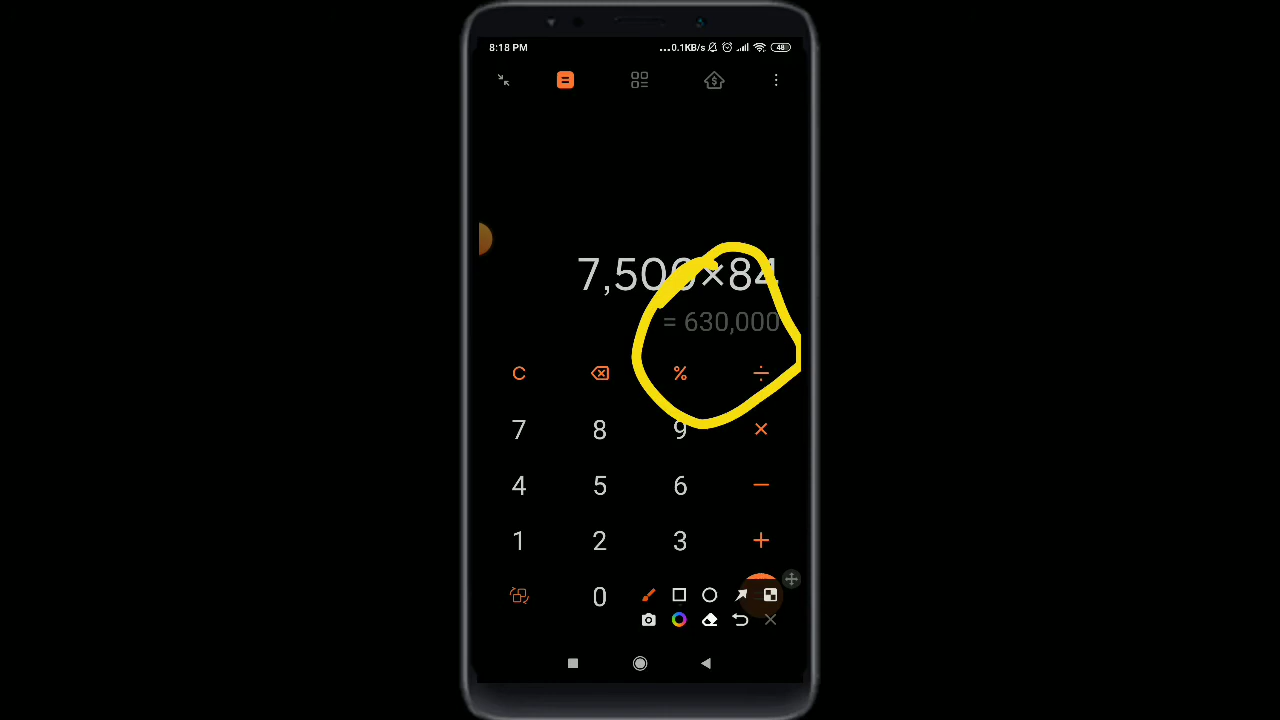 8:18 PM ...0.1KB/s 48
7,500×84
= 630,000
C % ÷
7 8 9 ×
4 5 6 −
1 2 3 +
0